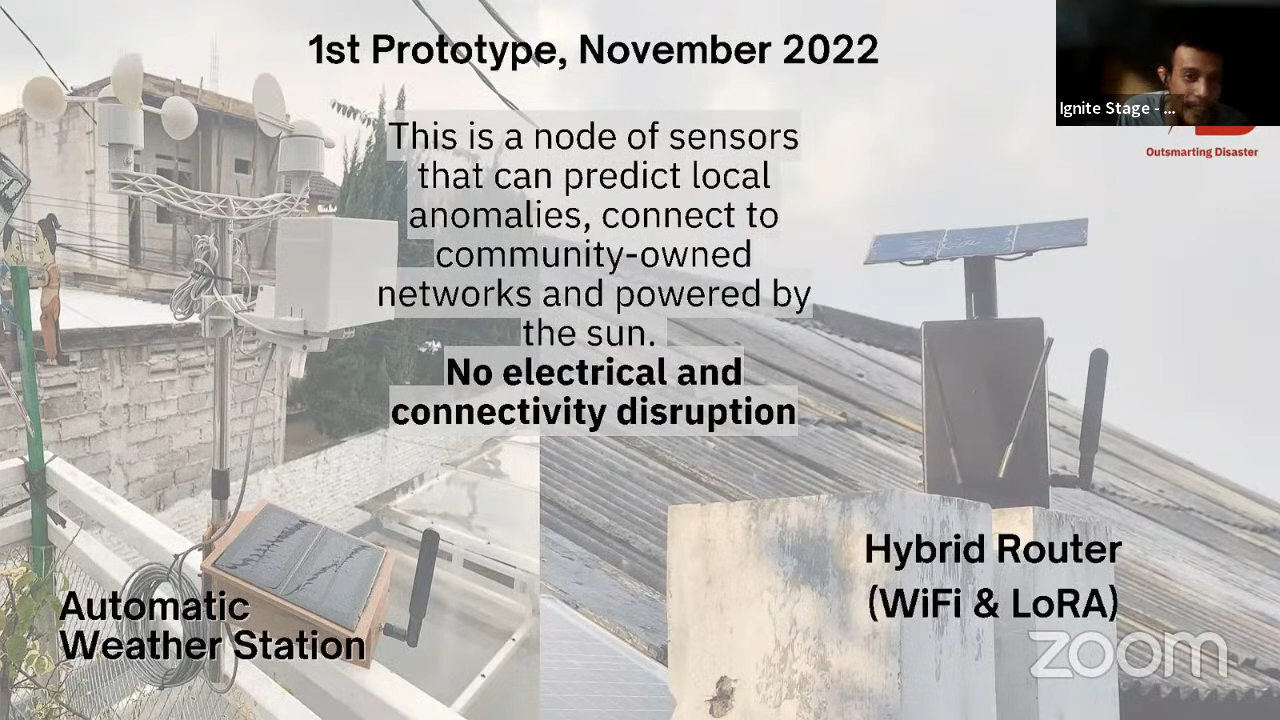 1st Prototype, November 2022
Ignite Stage - ...
Outsmarting Disaster
This is a node of sensors
that can predict local
anomalies, connect to
community-owned
networks and powered by
the sun.
No electrical and
connectivity disruption
Hybrid Router
(WiFi & LoRA)
Automatic
Weather Station
zoom